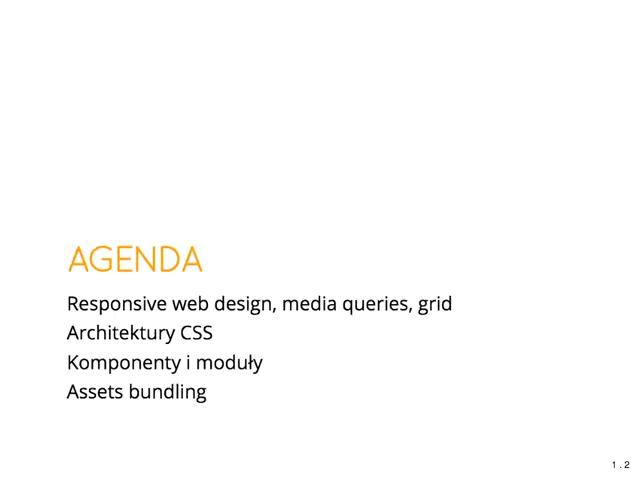 AGENDA
Responsive web design, media queries, grid
Architektury CSS
Komponenty i moduły
Assets bundling
1 . 2